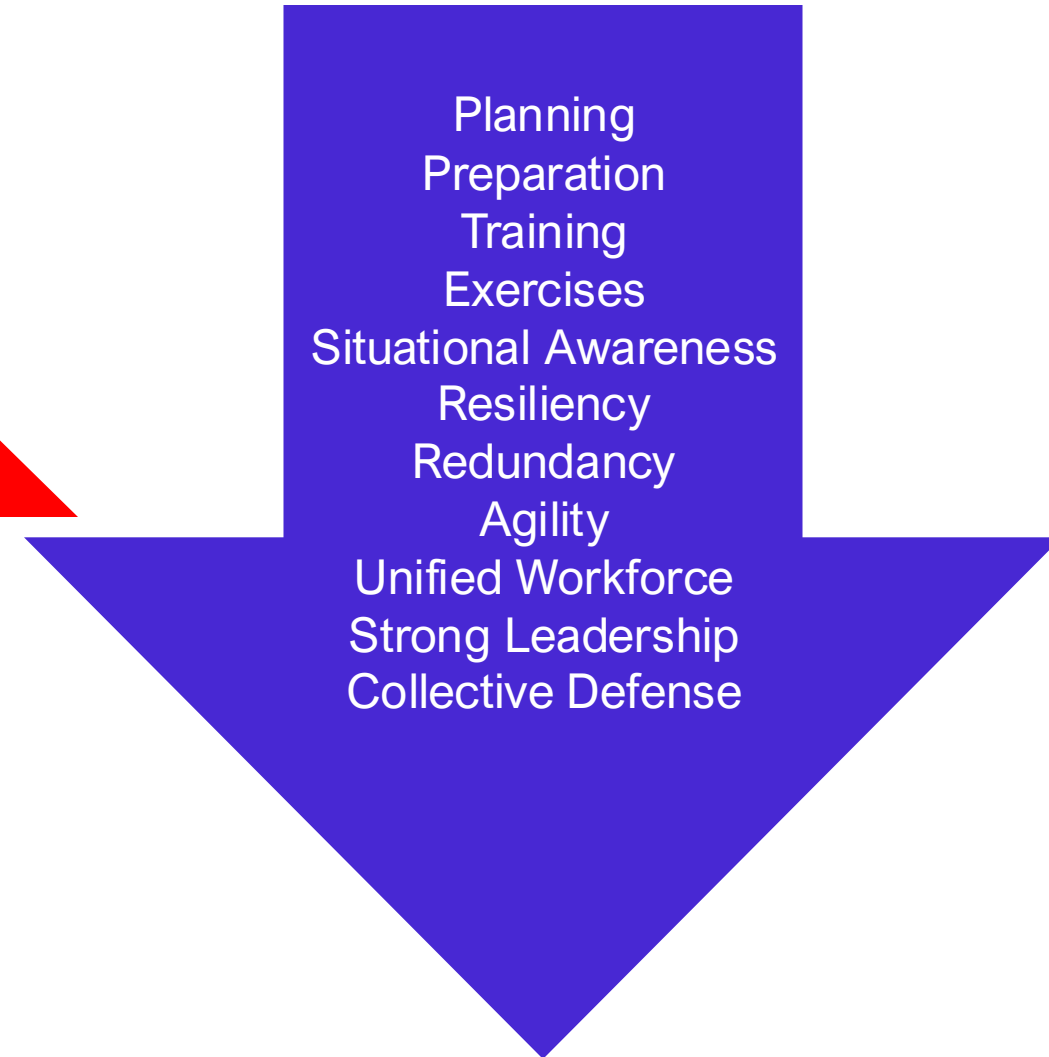 Planning
Preparation
Training
Exercises
Situational Awareness
Resiliency
Redundancy
Agility
Unified Workforce
Strong Leadership
Collective Defense